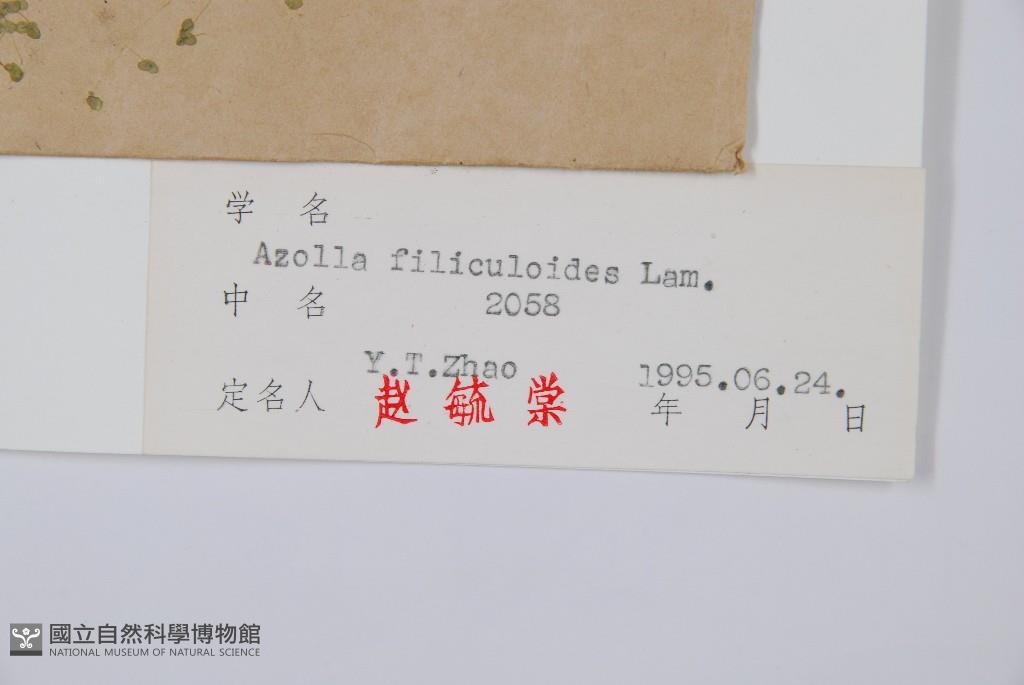 学 名
Azolla filiculoides Lam.
中 名 2058
Y.T.Zhao 1995.06.24.
定名人 赵毓棠 年 月 日
國立自然科學博物館
NATIONAL MUSEUM OF NATURAL SCIENCE